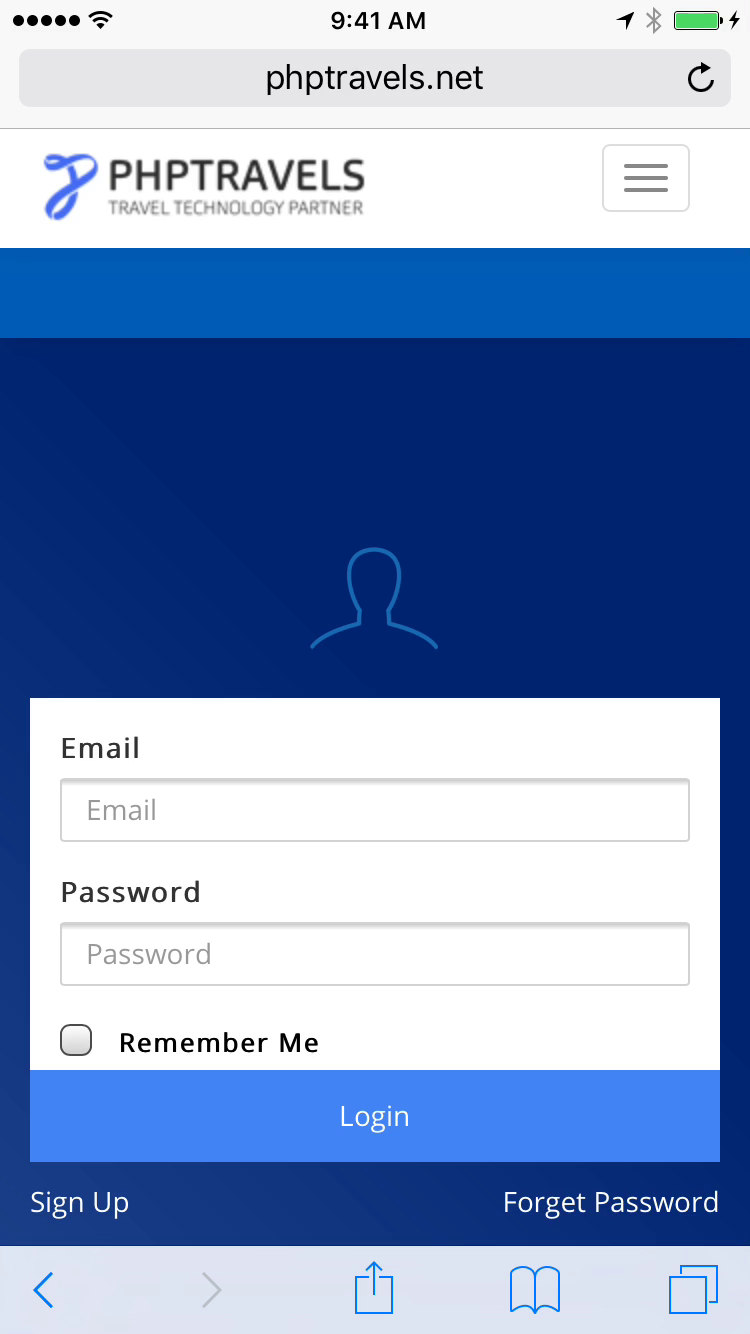 9:41 AM
phptravels.net
PHPTRAVELS
TRAVEL TECHNOLOGY PARTNER
Email
Email
Password
Password
Remember Me
Login
Sign Up Forget Password